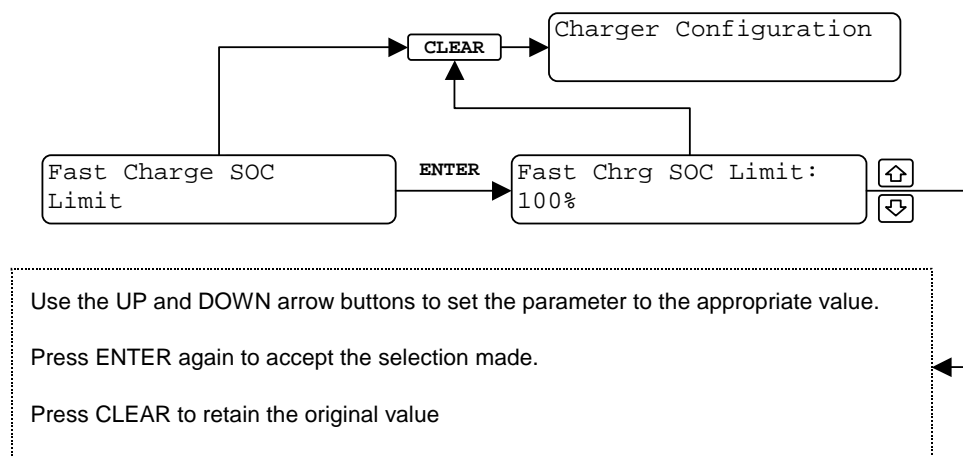 Charger Configuration
CLEAR
Fast Charge SOC
Limit
ENTER
Fast Chrg SOC Limit:
100%
Use the UP and DOWN arrow buttons to set the parameter to the appropriate value.
Press ENTER again to accept the selection made.
Press CLEAR to retain the original value